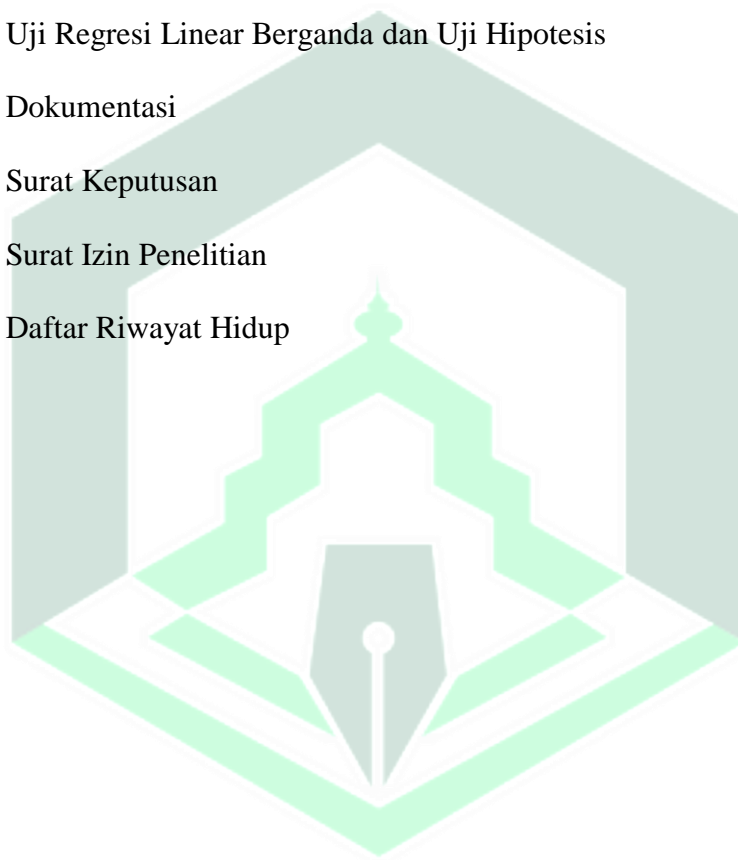 Uji Regresi Linear Berganda dan Uji Hipotesis
Dokumentasi
Surat Keputusan
Surat Izin Penelitian
Daftar Riwayat Hidup